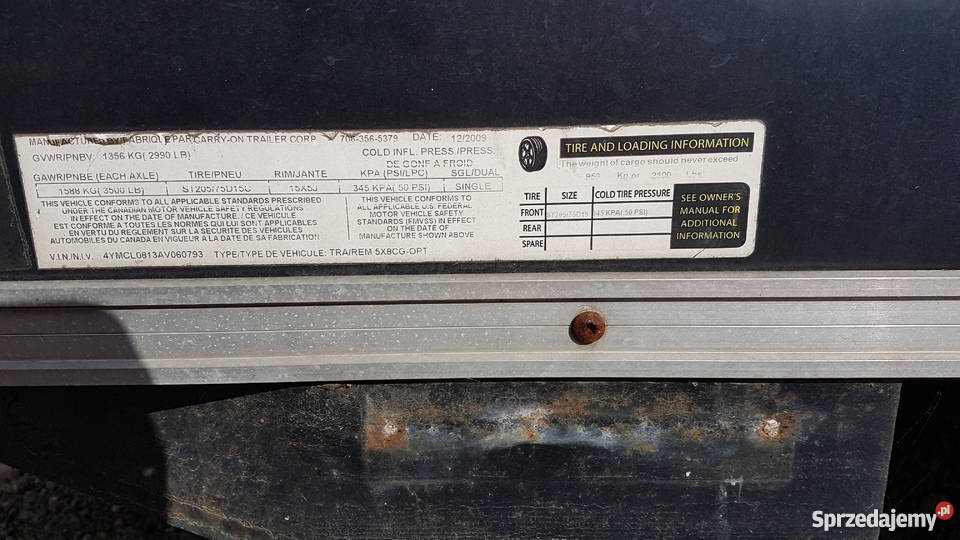 MANUFACTURED BY/FABRIQUE PAR CARRY-ON TRAILER CORP 706-356-5379 DATE: 12/2009
GVWR/PNBV: 1356 KG( 2990 LB)
COLD INFL. PRESS./PRESS.
DE CONF A FROID
GAWR/PNBE (EACH AXLE) TIRE/PNEU RIM/JANTE KPA (PSI/LPC) SGL/DUAL
1588 KG( 3500 LB) ST205/75D15C 15X5J 345 KPA( 50 PSI) SINGLE
THIS VEHICLE CONFORMS TO ALL APPLICABLE STANDARDS PRESCRIBED
UNDER THE CANADIAN MOTOR VEHICLE SAFETY REGULATIONS
IN EFFECT ON THE DATE OF MANUFACTURE. / CE VEHICULE
EST CONFORME A TOUTES LES NORMES QUI LUI SONT APPLICABLES
EN VERTU DU REGLEMENT SUR LA SECURITE DES VEHICULES
AUTOMOBILES DU CANADA EN VIGUEUR A LA DATE DE SA FABRICATION
THIS VEHICLE CONFORMS TO
ALL APPLICABLE U.S. FEDERAL
MOTOR VEHICLE SAFETY
STANDARDS (FMVSS) IN EFFECT
ON THE DATE OF
MANUFACTURE SHOWN ABOVE
V.I.N./N.I.V. 4YMCL0813AV060793 TYPE/TYPE DE VEHICULE: TRA/REM 5X8CG-OPT
TIRE AND LOADING INFORMATION
The weight of cargo should never exceed
953 Kg or 2100 Lbs
TIRE SIZE COLD TIRE PRESSURE
FRONT ST205/75D15 345 KPA( 50 PSI)
REAR
SPARE
SEE OWNER'S
MANUAL FOR
ADDITIONAL
INFORMATION
Sprzedajemy.pl